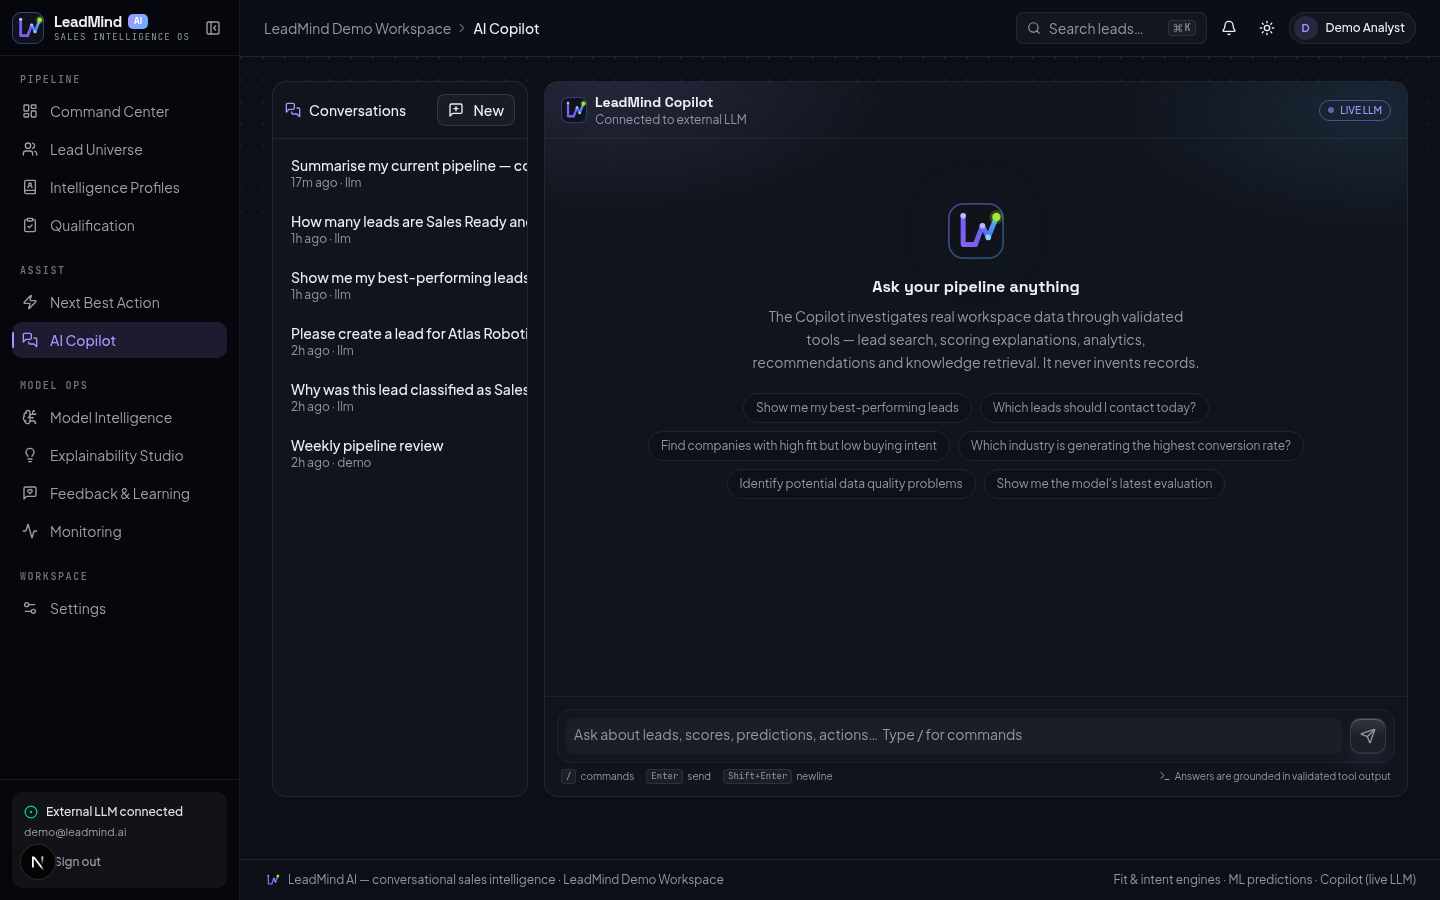 LeadMind AI
SALES INTELLIGENCE OS
PIPELINE
Command Center
Lead Universe
Intelligence Profiles
Qualification
ASSIST
Next Best Action
AI Copilot
MODEL OPS
Model Intelligence
Explainability Studio
Feedback & Learning
Monitoring
WORKSPACE
Settings
External LLM connected
demo@leadmind.ai
N
Sign out
LeadMind Demo Workspace > AI Copilot
Search leads… ⌘K
D Demo Analyst
Conversations
New
Summarise my current pipeline — co
17m ago · llm
How many leads are Sales Ready an
1h ago · llm
Show me my best-performing leads
1h ago · llm
Please create a lead for Atlas Roboti
2h ago · llm
Why was this lead classified as Sales
2h ago · llm
Weekly pipeline review
2h ago · demo
LeadMind Copilot
Connected to external LLM
LIVE LLM
Ask your pipeline anything
The Copilot investigates real workspace data through validated
tools — lead search, scoring explanations, analytics,
recommendations and knowledge retrieval. It never invents records.
Show me my best-performing leads
Which leads should I contact today?
Find companies with high fit but low buying intent
Which industry is generating the highest conversion rate?
Identify potential data quality problems
Show me the model's latest evaluation
Ask about leads, scores, predictions, actions… Type / for commands
/ commands Enter send Shift+Enter newline
Answers are grounded in validated tool output
LeadMind AI — conversational sales intelligence · LeadMind Demo Workspace
Fit & intent engines · ML predictions · Copilot (live LLM)